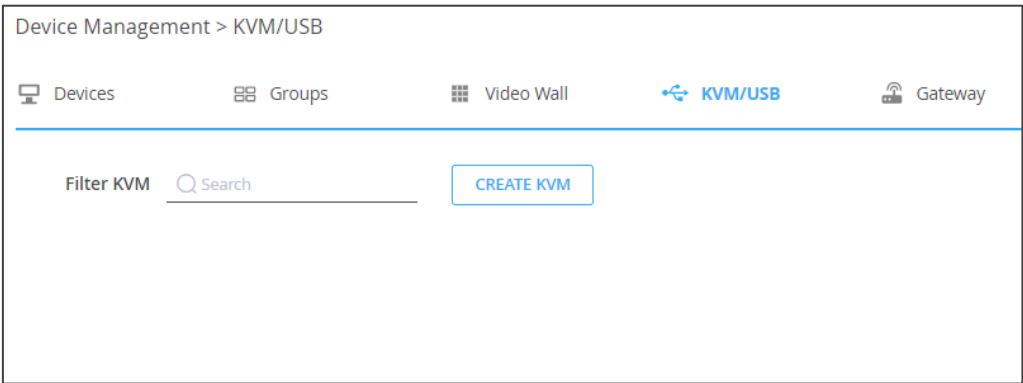 Device Management > KVM/USB
Devices Groups Video Wall KVM/USB Gateway
Filter KVM Search CREATE KVM